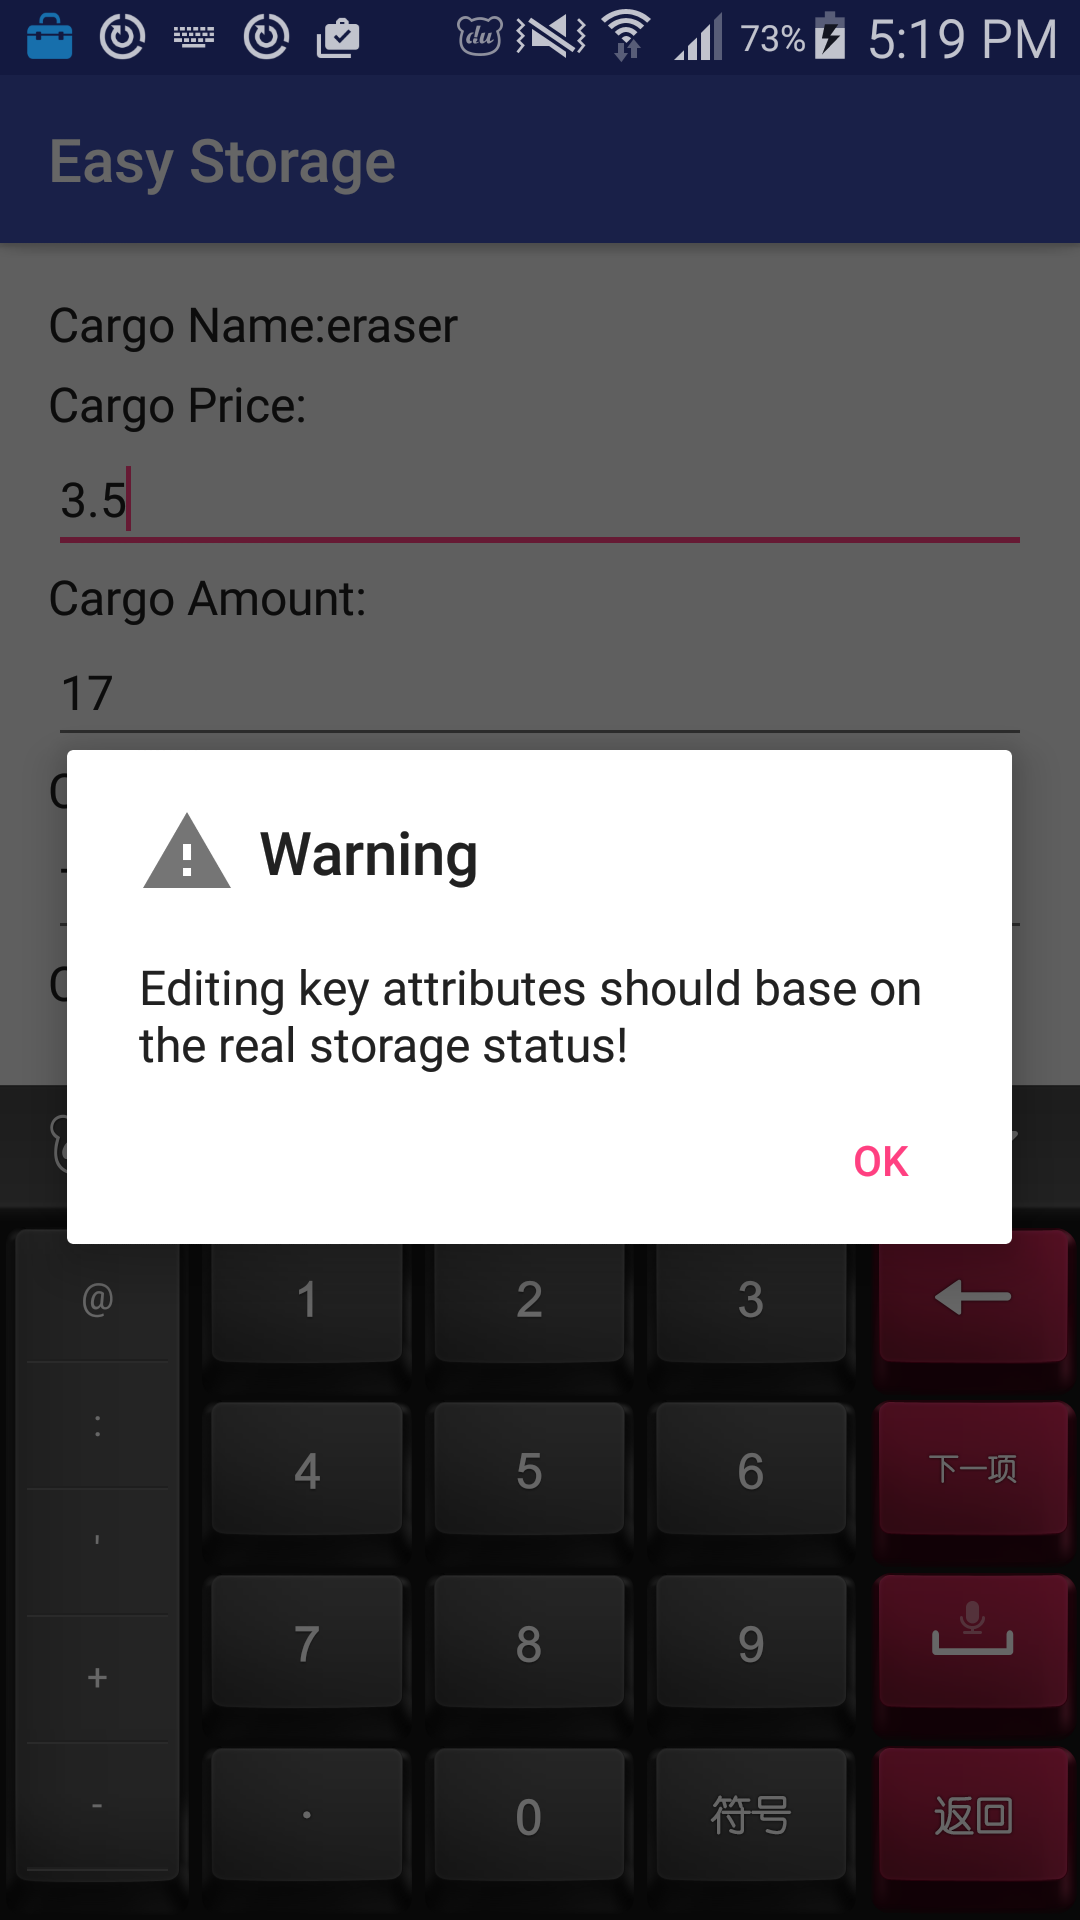 du 73% 5:19 PM
Easy Storage
Cargo Name:eraser
Cargo Price:
3.5
Cargo Amount:
17
Warning
Editing key attributes should base on
the real storage status!
OK
@ 1 2 3
:
4 5 6 下一项
'
7 8 9
+
- . 0 符号 返回